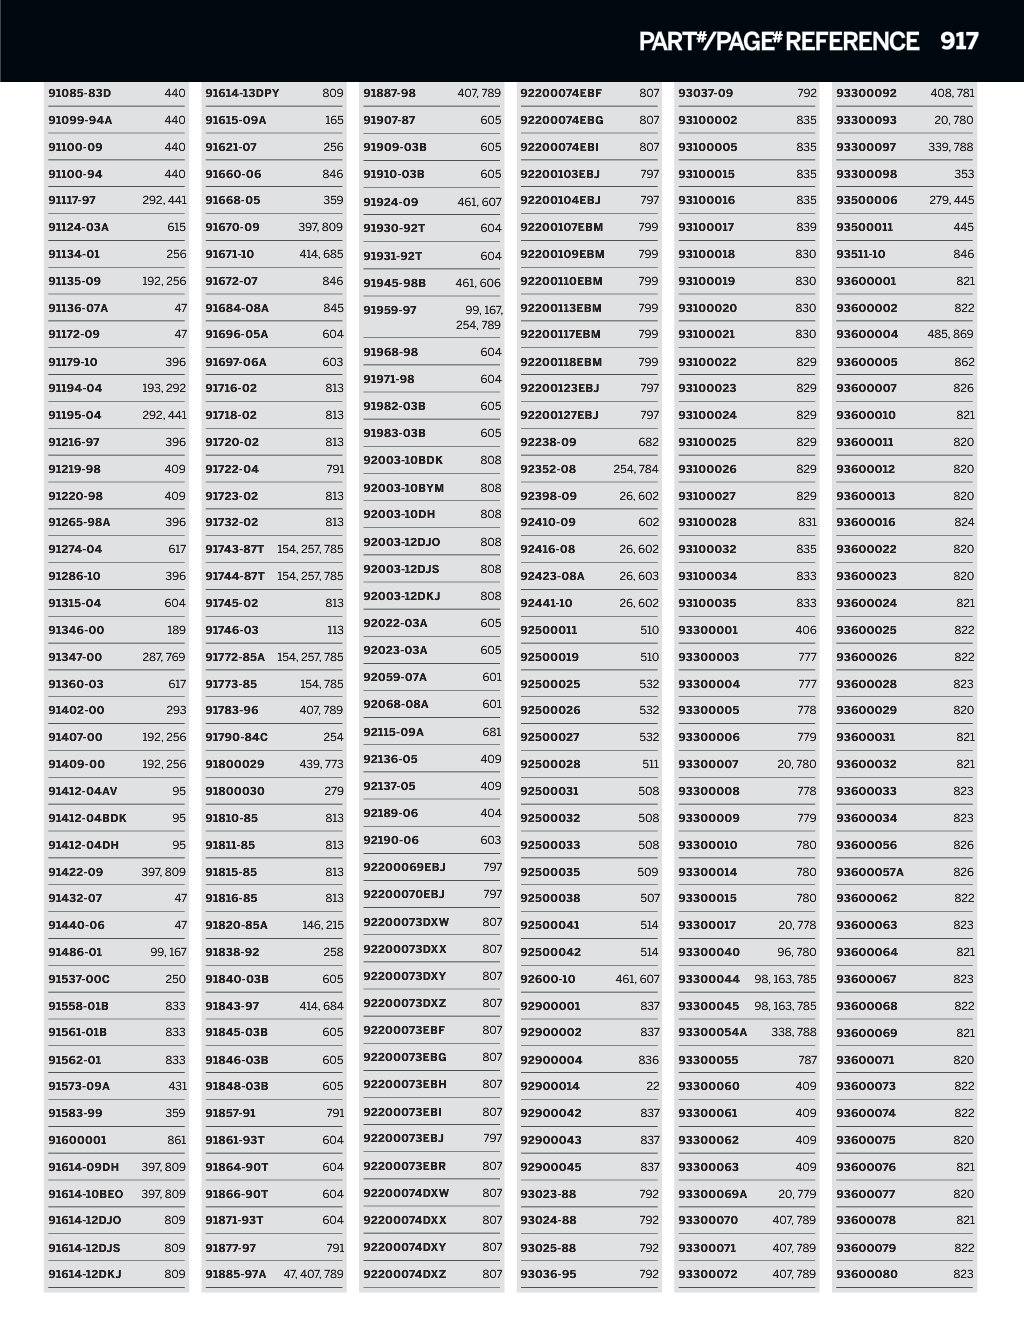 PART#/PAGE# REFERENCE 917
91085-83D 440
91099-94A 440
91100-09 440
91100-94 440
91117-97 292, 441
91124-03A 615
91134-01 256
91135-09 192, 256
91136-07A 47
91172-09 47
91179-10 396
91194-04 193, 292
91195-04 292, 441
91216-97 396
91219-98 409
91220-98 409
91265-98A 396
91274-04 617
91286-10 396
91315-04 604
91346-00 189
91347-00 287, 769
91360-03 617
91402-00 293
91407-00 192, 256
91409-00 192, 256
91412-04AV 95
91412-04BDK 95
91412-04DH 95
91422-09 397, 809
91432-07 47
91440-06 47
91486-01 99, 167
91537-00C 250
91558-01B 833
91561-01B 833
91562-01 833
91573-09A 431
91583-99 359
91600001 861
91614-09DH 397, 809
91614-10BEO 397, 809
91614-12DJO 809
91614-12DJS 809
91614-12DKJ 809
91614-13DPY 809
91615-09A 165
91621-07 256
91660-06 846
91668-05 359
91670-09 397, 809
91671-10 414, 685
91672-07 846
91684-08A 845
91696-05A 604
91697-06A 603
91716-02 813
91718-02 813
91720-02 813
91722-04 791
91723-02 813
91732-02 813
91743-87T 154, 257, 785
91744-87T 154, 257, 785
91745-02 813
91746-03 113
91772-85A 154, 257, 785
91773-85 154, 785
91783-96 407, 789
91790-84C 254
91800029 439, 773
91800030 279
91810-85 813
91811-85 813
91815-85 813
91816-85 813
91820-85A 146, 215
91838-92 258
91840-03B 605
91843-97 414, 684
91845-03B 605
91846-03B 605
91848-03B 605
91857-91 791
91861-93T 604
91864-90T 604
91866-90T 604
91871-93T 604
91877-97 791
91885-97A 47, 407, 789
91887-98 407, 789
91907-87 605
91909-03B 605
91910-03B 605
91924-09 461, 607
91930-92T 604
91931-92T 604
91945-98B 461, 606
91959-97 99, 167,
254, 789
91968-98 604
91971-98 604
91982-03B 605
91983-03B 605
92003-10BDK 808
92003-10BYM 808
92003-10DH 808
92003-12DJO 808
92003-12DJS 808
92003-12DKJ 808
92022-03A 605
92023-03A 605
92059-07A 601
92068-08A 601
92115-09A 681
92136-05 409
92137-05 409
92189-06 404
92190-06 603
92200069EBJ 797
92200070EBJ 797
92200073DXW 807
92200073DXX 807
92200073DXY 807
92200073DXZ 807
92200073EBF 807
92200073EBG 807
92200073EBH 807
92200073EBI 807
92200073EBJ 797
92200073EBR 807
92200074DXW 807
92200074DXX 807
92200074DXY 807
92200074DXZ 807
92200074EBF 807
92200074EBG 807
92200074EBI 807
92200103EBJ 797
92200104EBJ 797
92200107EBM 799
92200109EBM 799
92200110EBM 799
92200113EBM 799
92200117EBM 799
92200118EBM 799
92200123EBJ 797
92200127EBJ 797
92238-09 682
92352-08 254, 784
92398-09 26, 602
92410-09 602
92416-08 26, 602
92423-08A 26, 603
92441-10 26, 602
92500011 510
92500019 510
92500025 532
92500026 532
92500027 532
92500028 511
92500031 508
92500032 508
92500033 508
92500035 509
92500038 507
92500041 514
92500042 514
92600-10 461, 607
92900001 837
92900002 837
92900004 836
92900014 22
92900042 837
92900043 837
92900045 837
93023-88 792
93024-88 792
93025-88 792
93036-95 792
93037-09 792
93100002 835
93100005 835
93100015 835
93100016 835
93100017 839
93100018 830
93100019 830
93100020 830
93100021 830
93100022 829
93100023 829
93100024 829
93100025 829
93100026 829
93100027 829
93100028 831
93100032 835
93100034 833
93100035 833
93300001 406
93300003 777
93300004 777
93300005 778
93300006 779
93300007 20, 780
93300008 778
93300009 779
93300010 780
93300014 780
93300015 780
93300017 20, 778
93300040 96, 780
93300044 98, 163, 785
93300045 98, 163, 785
93300054A 338, 788
93300055 787
93300060 409
93300061 409
93300062 409
93300063 409
93300069A 20, 779
93300070 407, 789
93300071 407, 789
93300072 407, 789
93300092 408, 781
93300093 20, 780
93300097 339, 788
93300098 353
93500006 279, 445
93500011 445
93511-10 846
93600001 821
93600002 822
93600004 485, 869
93600005 862
93600007 826
93600010 821
93600011 820
93600012 820
93600013 820
93600016 824
93600022 820
93600023 820
93600024 821
93600025 822
93600026 822
93600028 823
93600029 820
93600031 821
93600032 821
93600033 823
93600034 823
93600056 826
93600057A 826
93600062 822
93600063 823
93600064 821
93600067 823
93600068 822
93600069 821
93600071 820
93600073 822
93600074 822
93600075 820
93600076 821
93600077 820
93600078 821
93600079 822
93600080 823